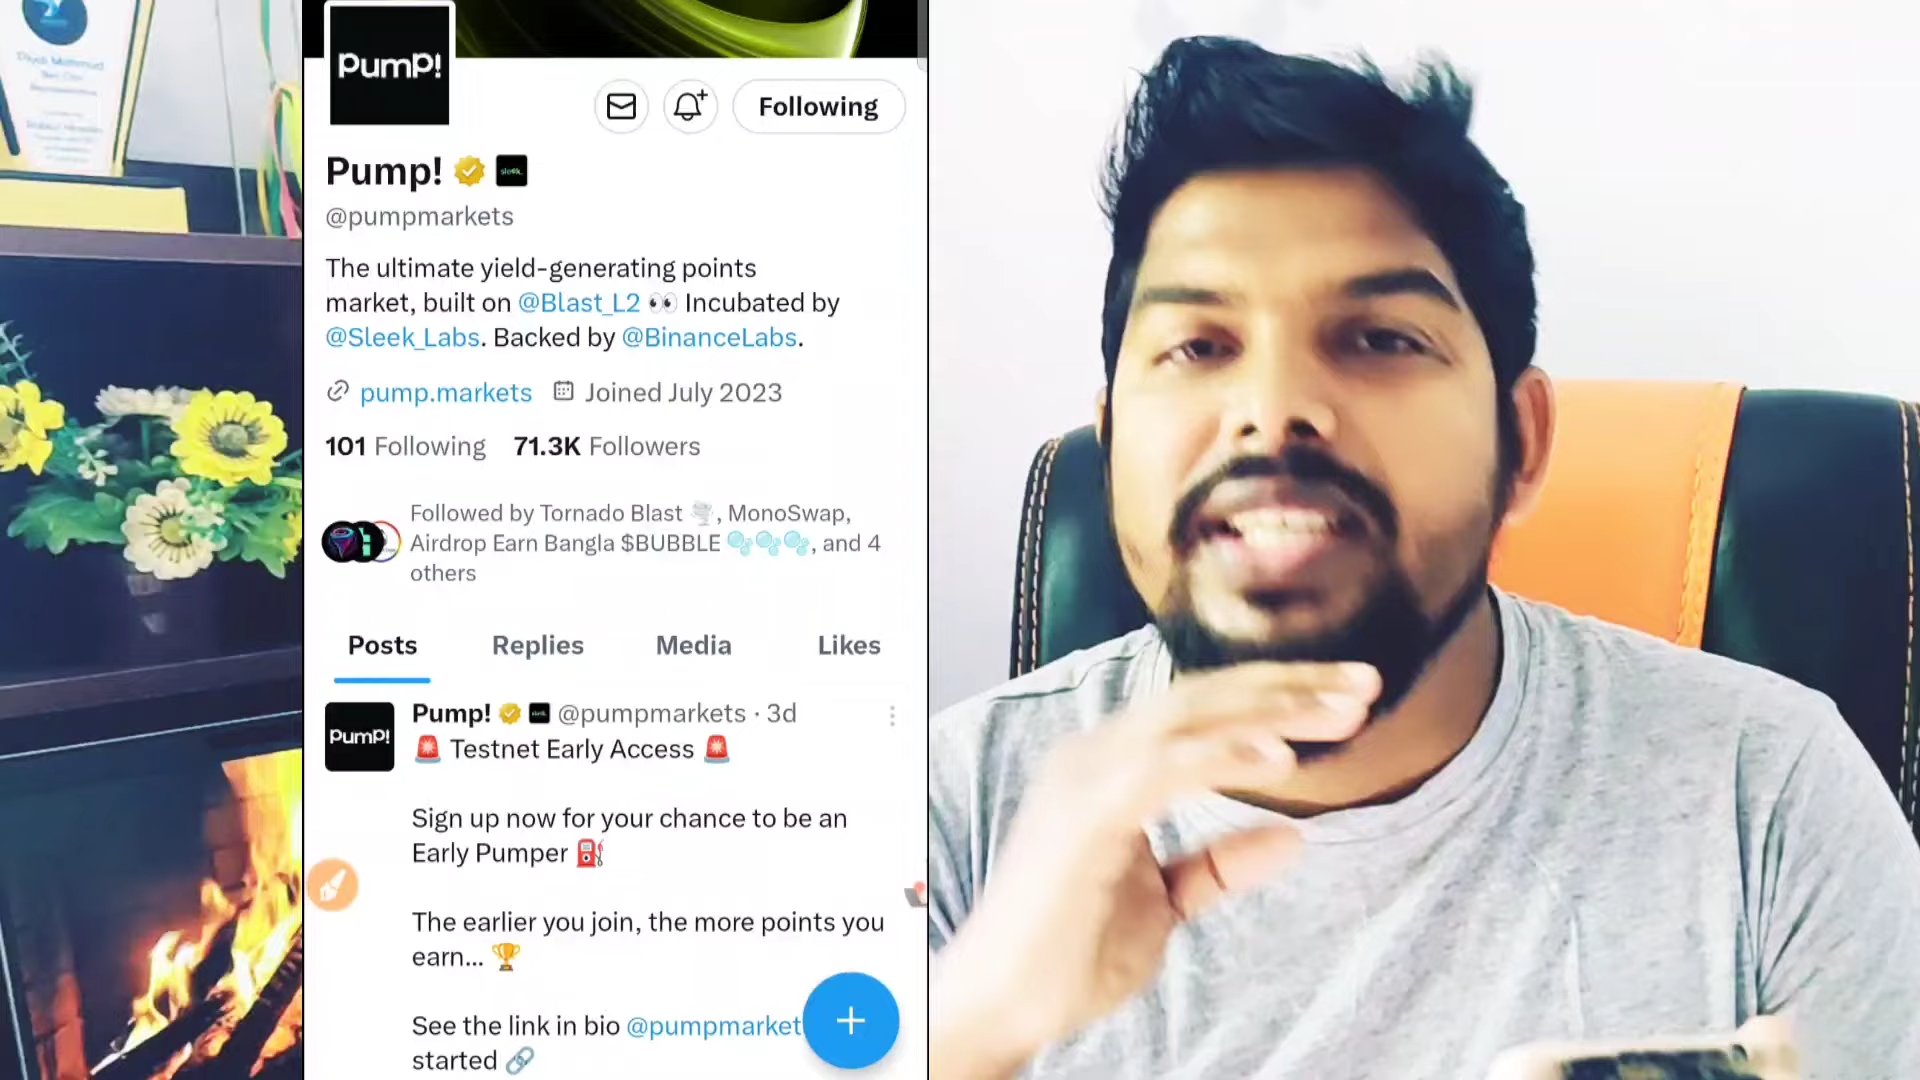 pump!
Following
Pump!
@pumpmarkets
The ultimate yield-generating points
market, built on @Blast_L2 👀 Incubated by
@Sleek_Labs. Backed by @BinanceLabs.
pump.markets Joined July 2023
101 Following 71.3K Followers
Followed by Tornado Blast 🌪️, MonoSwap,
Airdrop Earn Bangla $BUBBLE 🫧🫧🫧, and 4
others
Posts Replies Media Likes
pump!
Pump! @pumpmarkets · 3d
🚨 Testnet Early Access 🚨
Sign up now for your chance to be an
Early Pumper ⛽
The earlier you join, the more points you
earn... 🏆
See the link in bio @pumpmarket
started 🔗